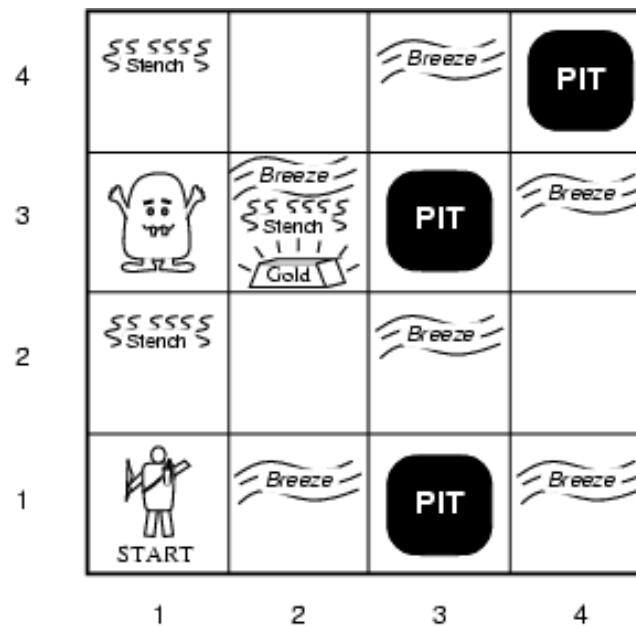 4 Stench Breeze PIT
3 Breeze Stench Gold PIT Breeze
2 Stench Breeze
1 START Breeze PIT Breeze
1 2 3 4